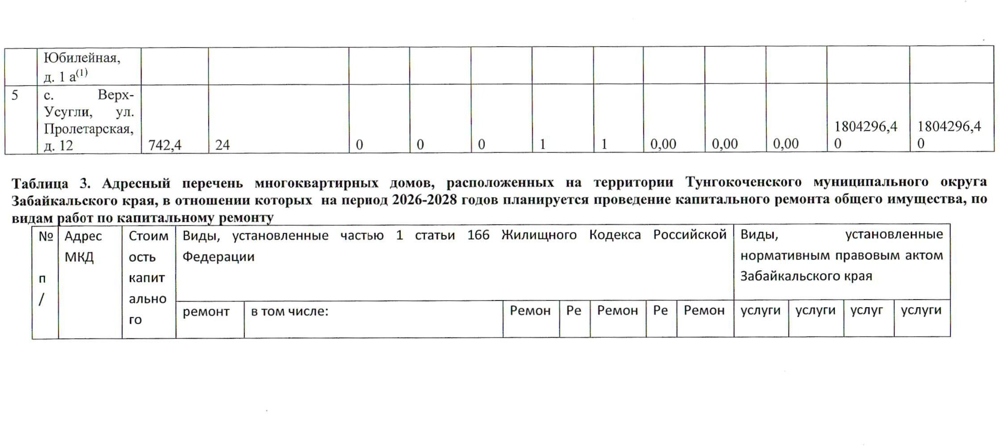 Юбилейная,
д. 1 а(1)
5 с. Верх-
Усугли, ул.
Пролетарская,
д. 12 742,4 24 0 0 0 1 1 0,00 0,00 0,00 1804296,4
0 1804296,4
0
Таблица 3. Адресный перечень многоквартирных домов, расположенных на территории Тунгокоченского муниципального округа
Забайкальского края, в отношении которых на период 2026-2028 годов планируется проведение капитального ремонта общего имущества, по
видам работ по капитальному ремонту
№
п
/
Адрес
МКД
Стоим
ость
капит
ально
го
Виды, установленные частью 1 статьи 166 Жилищного Кодекса Российской
Федерации
Виды, установленные
нормативным правовым актом
Забайкальского края
ремонт в том числе: Ремон Ре Ремон Ре Ремон услуги услуги услуг услуги